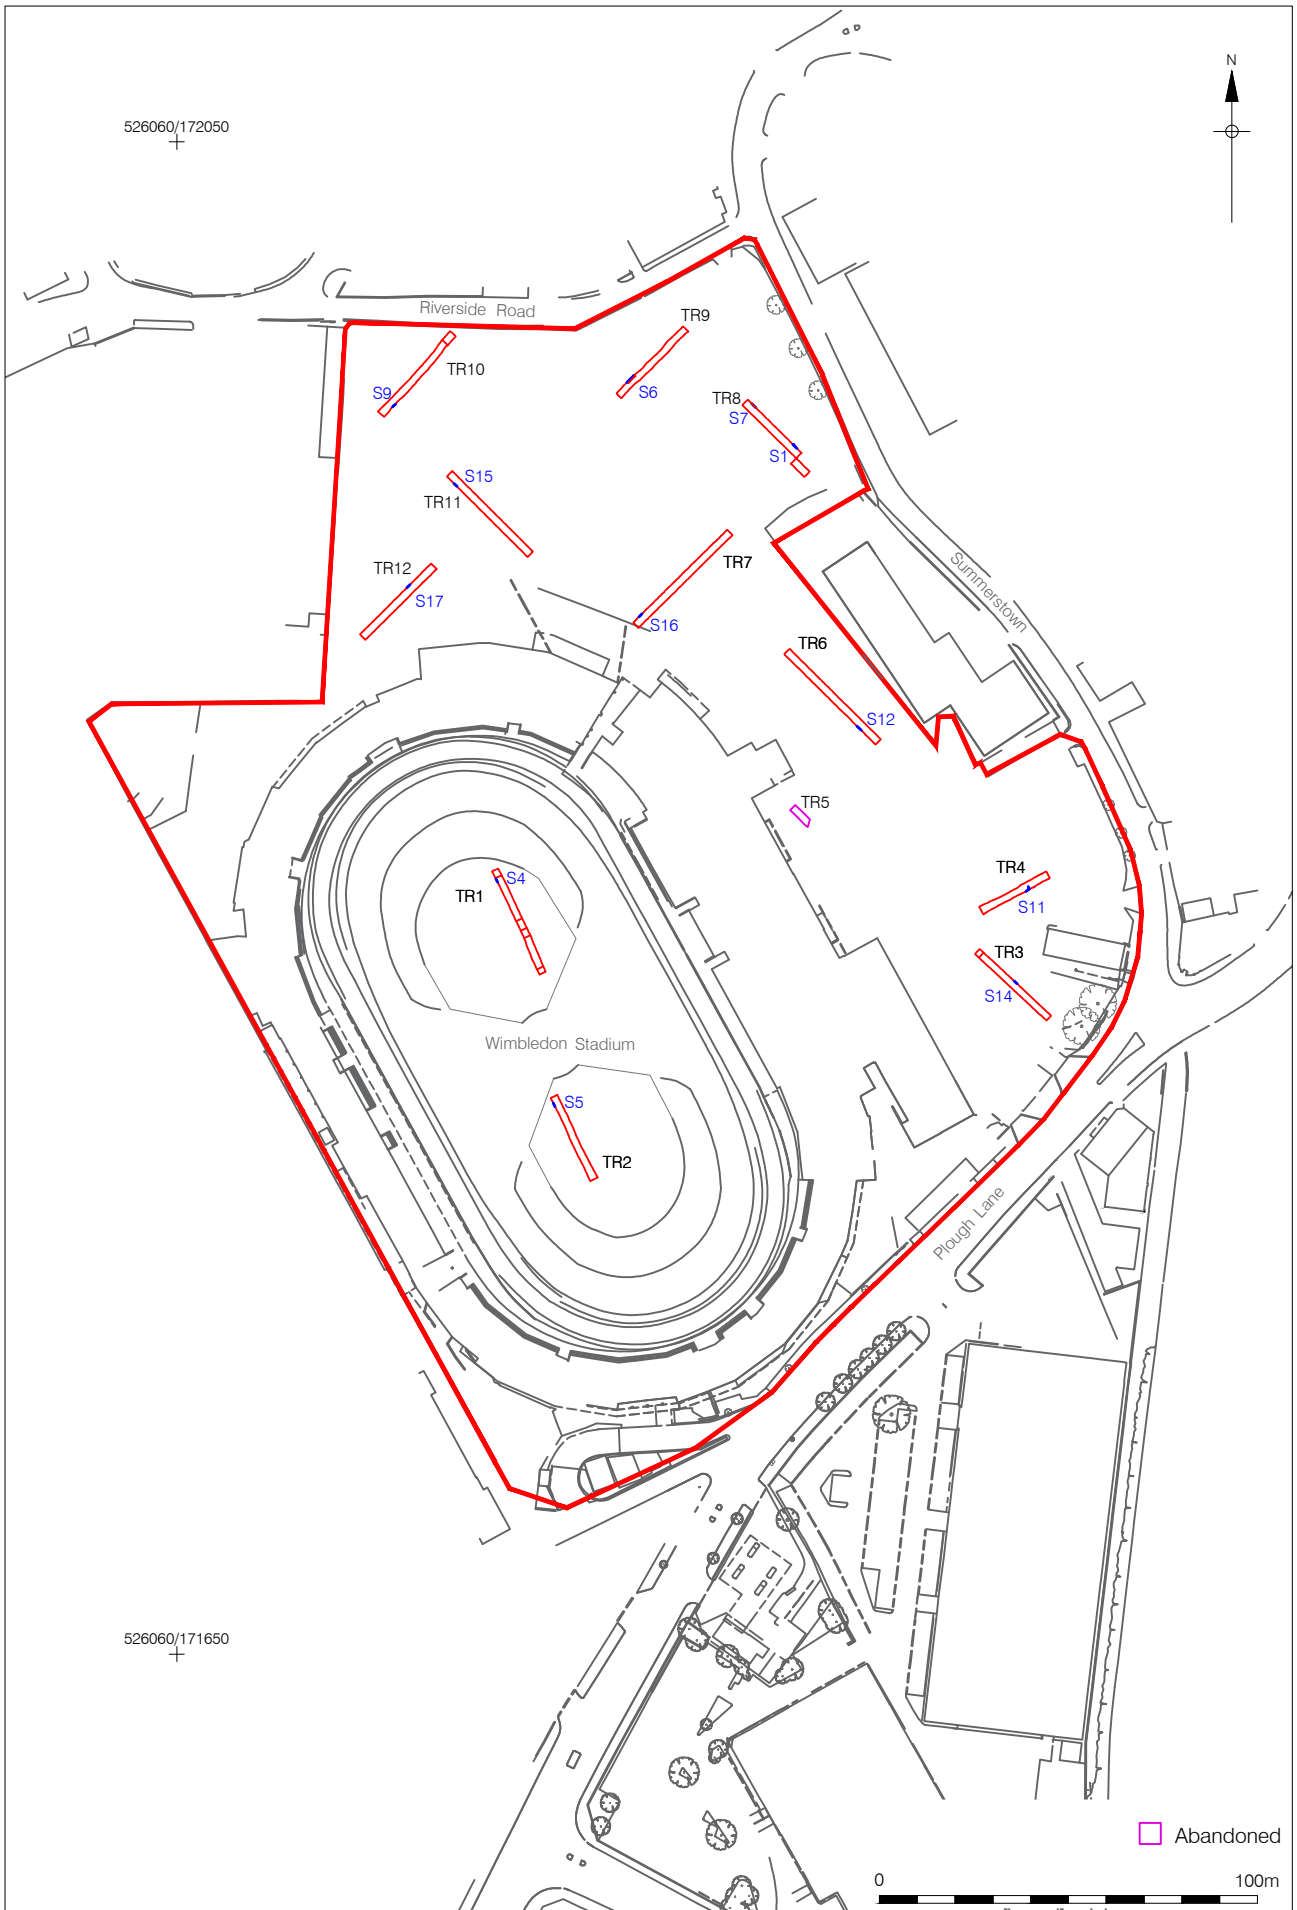 N
526060/172050
Riverside Road
TR9
TR10
S9
S6
TR8
S7
S1
S15
TR11
TR7
Summerstown
TR12
S17
S16
TR6
S12
TR5
TR4
S4
TR1
S11
TR3
S14
Wimbledon Stadium
S5
TR2
Plough Lane
526060/171650
Abandoned
0
100m